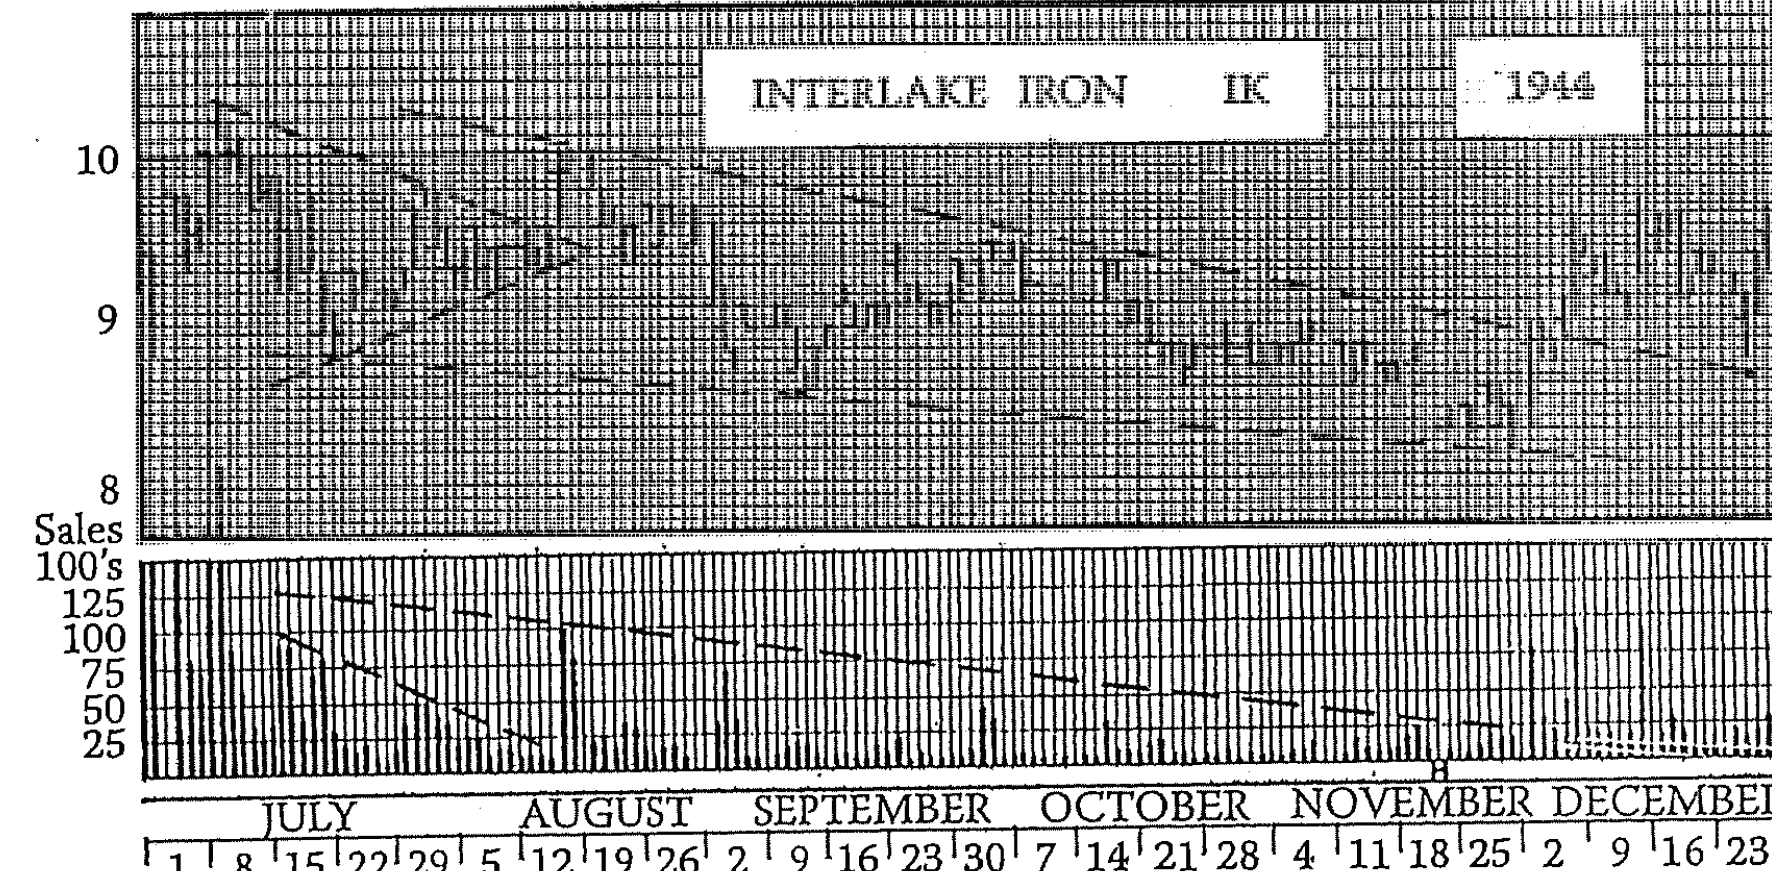 INTERLAKE IRON IK 1944
10
9
8
Sales
100's
125
100
75
50
25
H
JULY AUGUST SEPTEMBER OCTOBER NOVEMBER DECEMBE
1 8 15 22 29 5 12 19 26 2 9 16 23 30 7 14 21 28 4 11 18 25 2 9 16 23